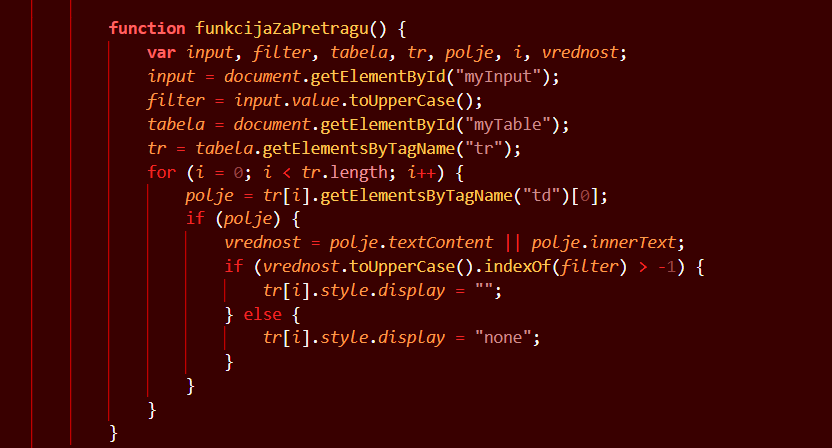 function funkcijaZaPretragu() {
var input, filter, tabela, tr, polje, i, vrednost;
input = document.getElementById("myInput");
filter = input.value.toUpperCase();
tabela = document.getElementById("myTable");
tr = tabela.getElementsByTagName("tr");
for (i = 0; i < tr.length; i++) {
polje = tr[i].getElementsByTagName("td")[0];
if (polje) {
vrednost = polje.textContent || polje.innerText;
if (vrednost.toUpperCase().indexOf(filter) > -1) {
tr[i].style.display = "";
} else {
tr[i].style.display = "none";
}
}
}
}